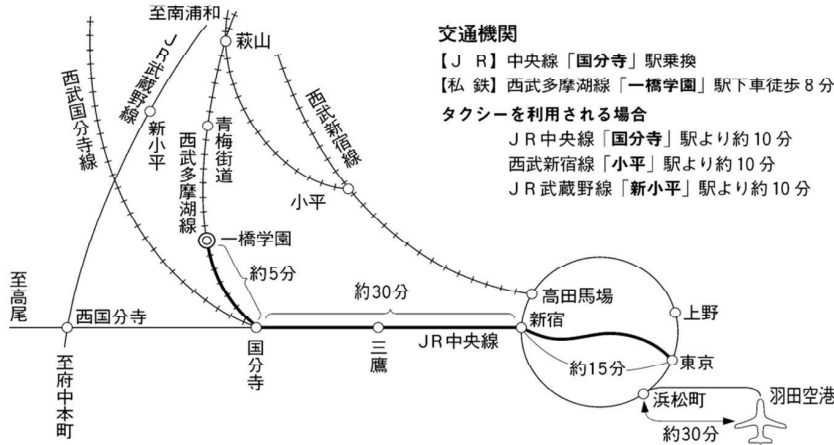 交通機関
【J R】中央線「国分寺」駅乗換
【私 鉄】西武多摩湖線「一橋学園」駅下車徒歩8分
タクシーを利用される場合
JR中央線「国分寺」駅より約10分
西武新宿線「小平」駅より約10分
JR武蔵野線「新小平」駅より約10分
至南浦和
JR武蔵野線
萩山
西武国分寺線
新小平
青梅街道
西武多摩湖線
西武新宿線
小平
一橋学園
約5分
約30分
高田馬場
上野
至高尾
西国分寺
新宿
国分寺
三鷹
JR中央線
約15分
東京
至府中本町
浜松町
羽田空港
約30分